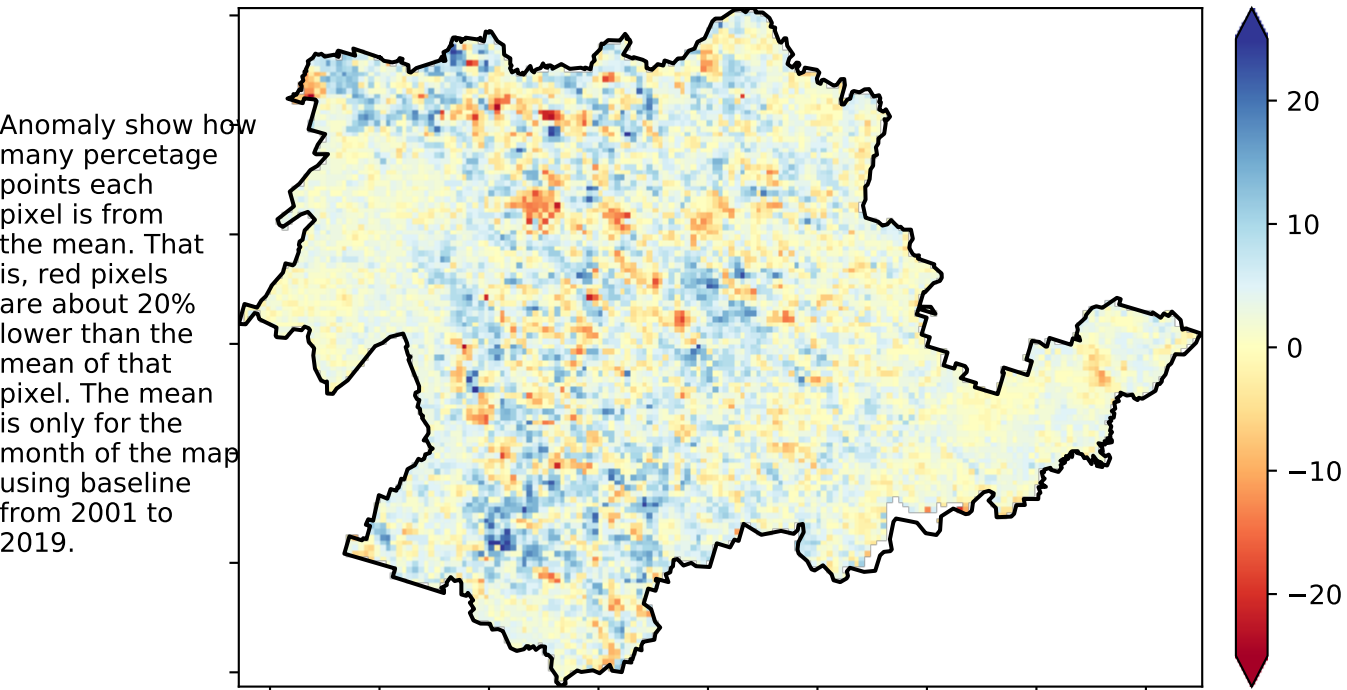 Anomaly show how
many percetage
points each
pixel is from
the mean. That
is, red pixels
are about 20%
lower than the
mean of that
pixel. The mean
is only for the
month of the map
using baseline
from 2001 to
2019.
20
10
0
−10
−20